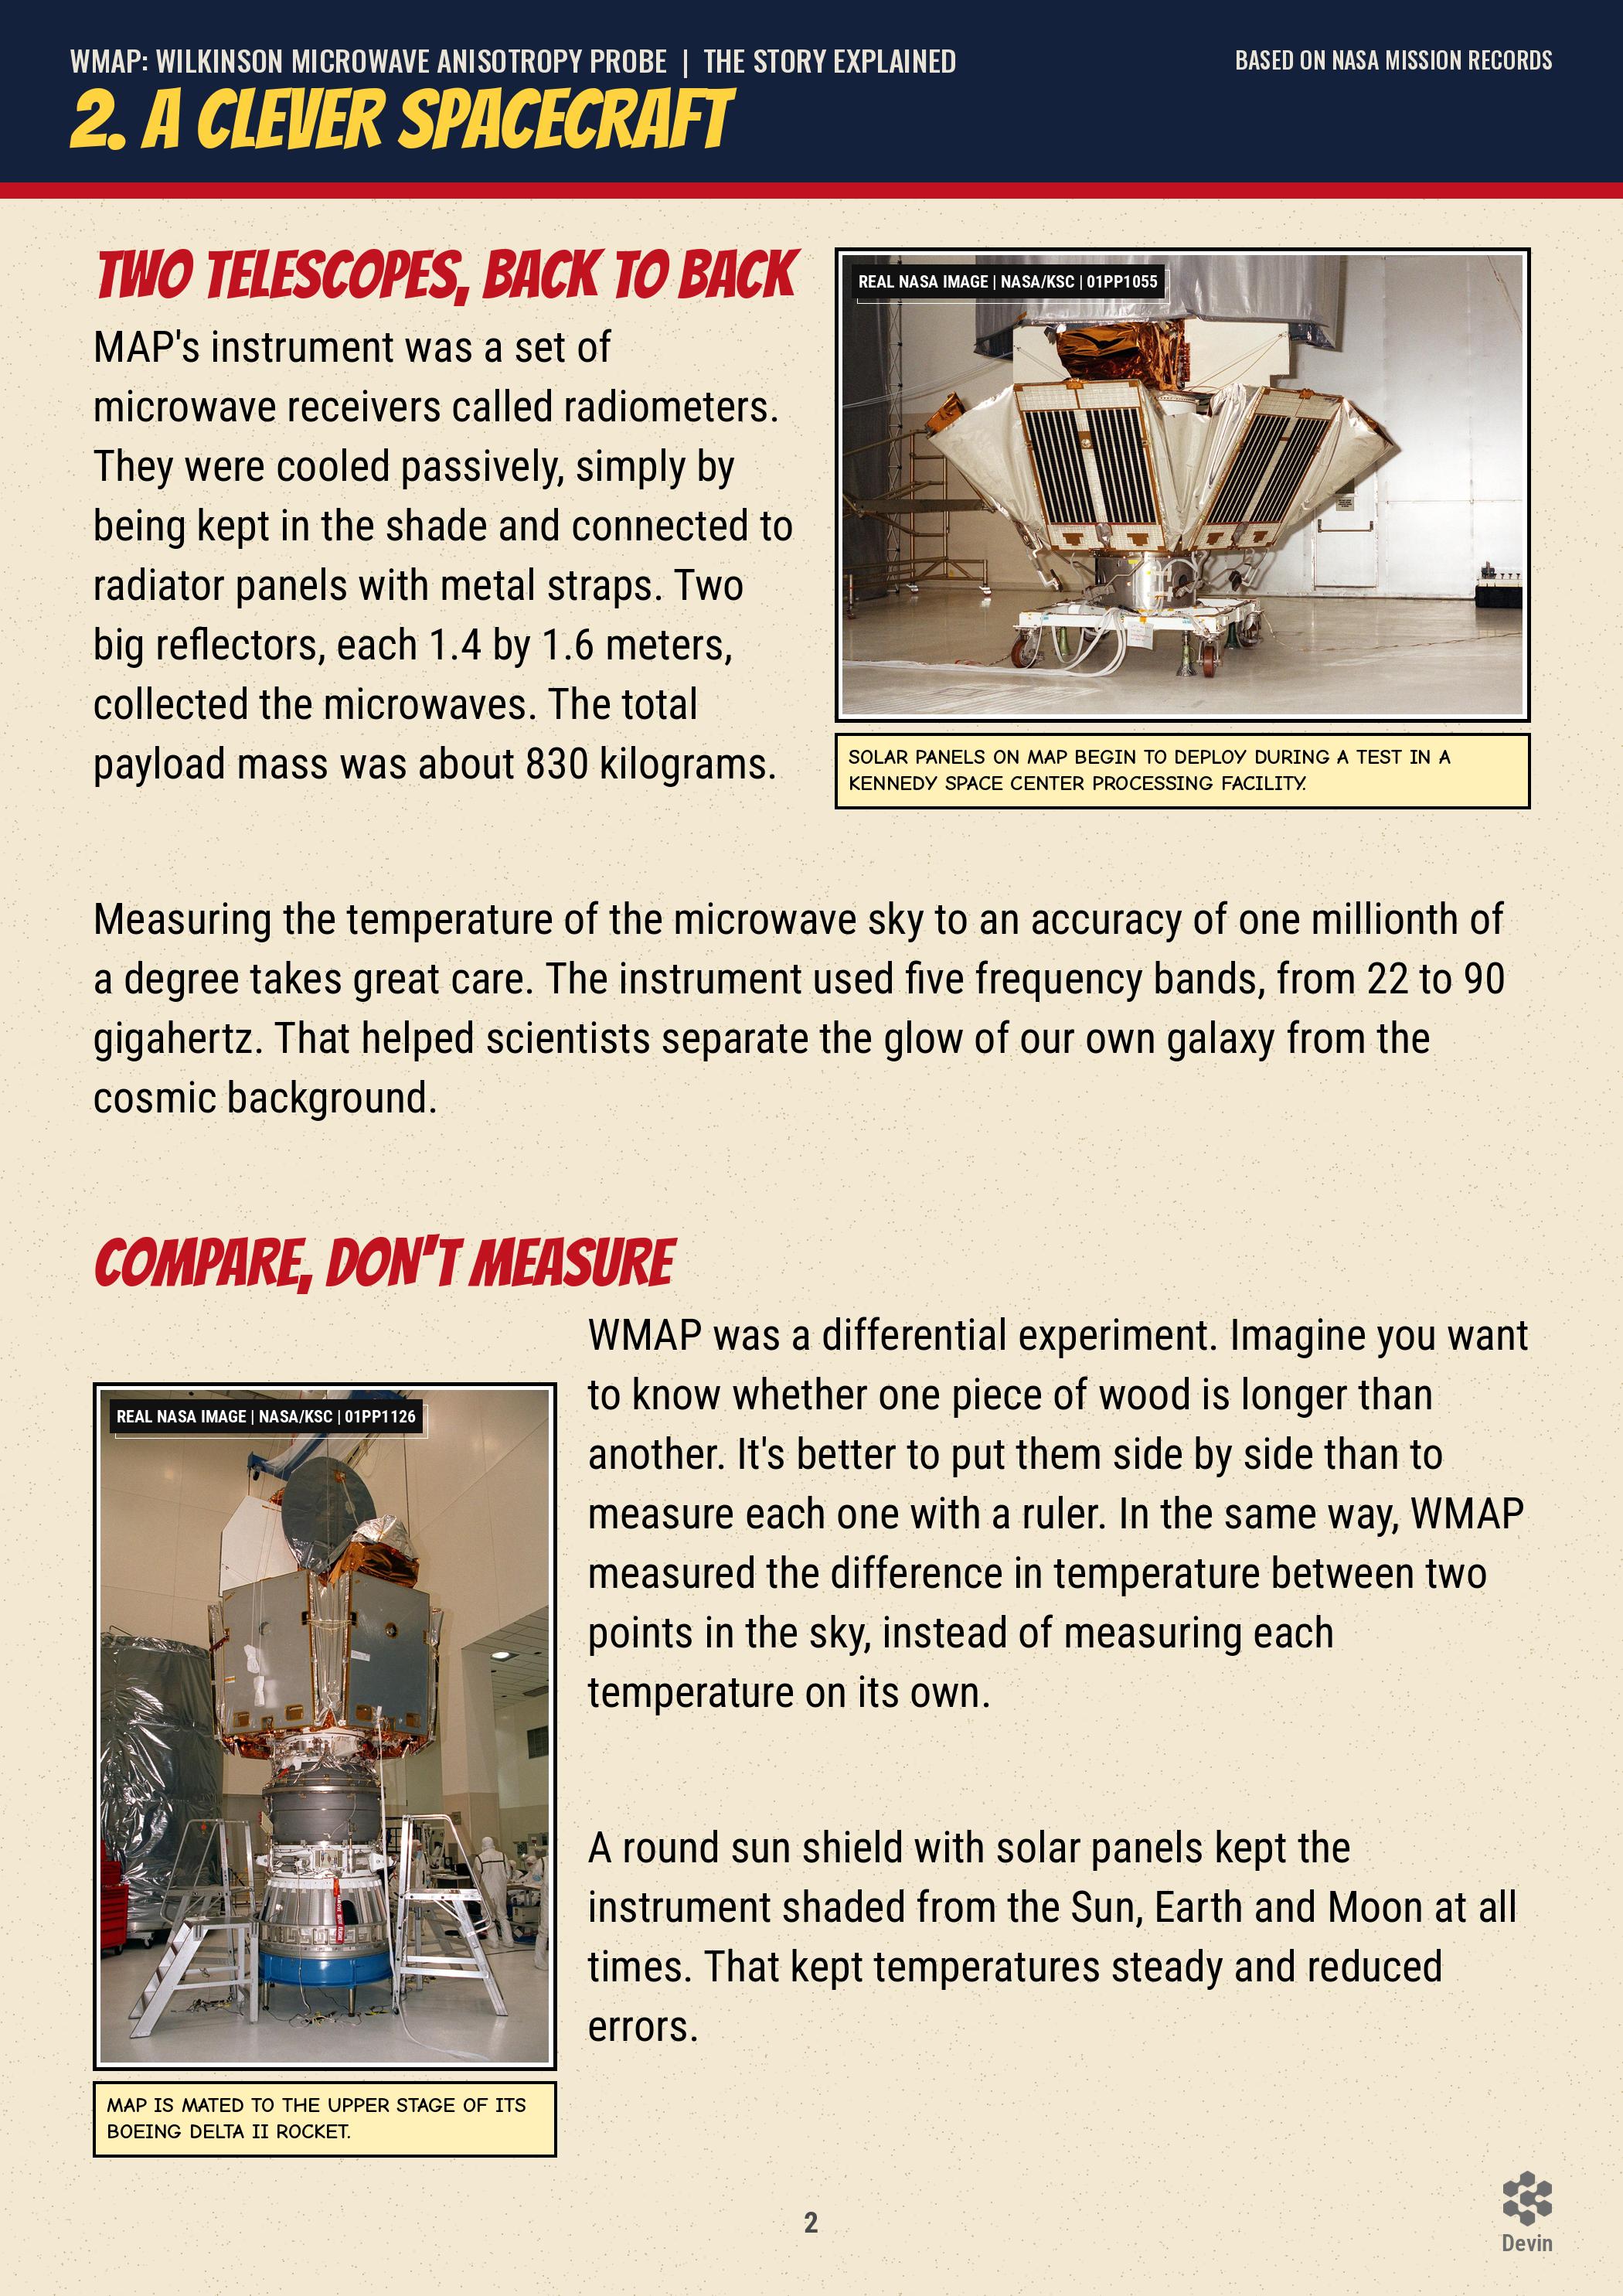 WMAP: WILKINSON MICROWAVE ANISOTROPY PROBE | THE STORY EXPLAINED
BASED ON NASA MISSION RECORDS
2. A CLEVER SPACECRAFT
TWO TELESCOPES, BACK TO BACK
MAP's instrument was a set of
microwave receivers called radiometers.
They were cooled passively, simply by
being kept in the shade and connected to
radiator panels with metal straps. Two
big reflectors, each 1.4 by 1.6 meters,
collected the microwaves. The total
payload mass was about 830 kilograms.
REAL NASA IMAGE | NASA/KSC | 01PP1055
SOLAR PANELS ON MAP BEGIN TO DEPLOY DURING A TEST IN A
KENNEDY SPACE CENTER PROCESSING FACILITY.
Measuring the temperature of the microwave sky to an accuracy of one millionth of
a degree takes great care. The instrument used five frequency bands, from 22 to 90
gigahertz. That helped scientists separate the glow of our own galaxy from the
cosmic background.
COMPARE, DON'T MEASURE
REAL NASA IMAGE | NASA/KSC | 01PP1126
MAP IS MATED TO THE UPPER STAGE OF ITS
BOEING DELTA II ROCKET.
WMAP was a differential experiment. Imagine you want
to know whether one piece of wood is longer than
another. It's better to put them side by side than to
measure each one with a ruler. In the same way, WMAP
measured the difference in temperature between two
points in the sky, instead of measuring each
temperature on its own.
A round sun shield with solar panels kept the
instrument shaded from the Sun, Earth and Moon at all
times. That kept temperatures steady and reduced
errors.
2
Devin